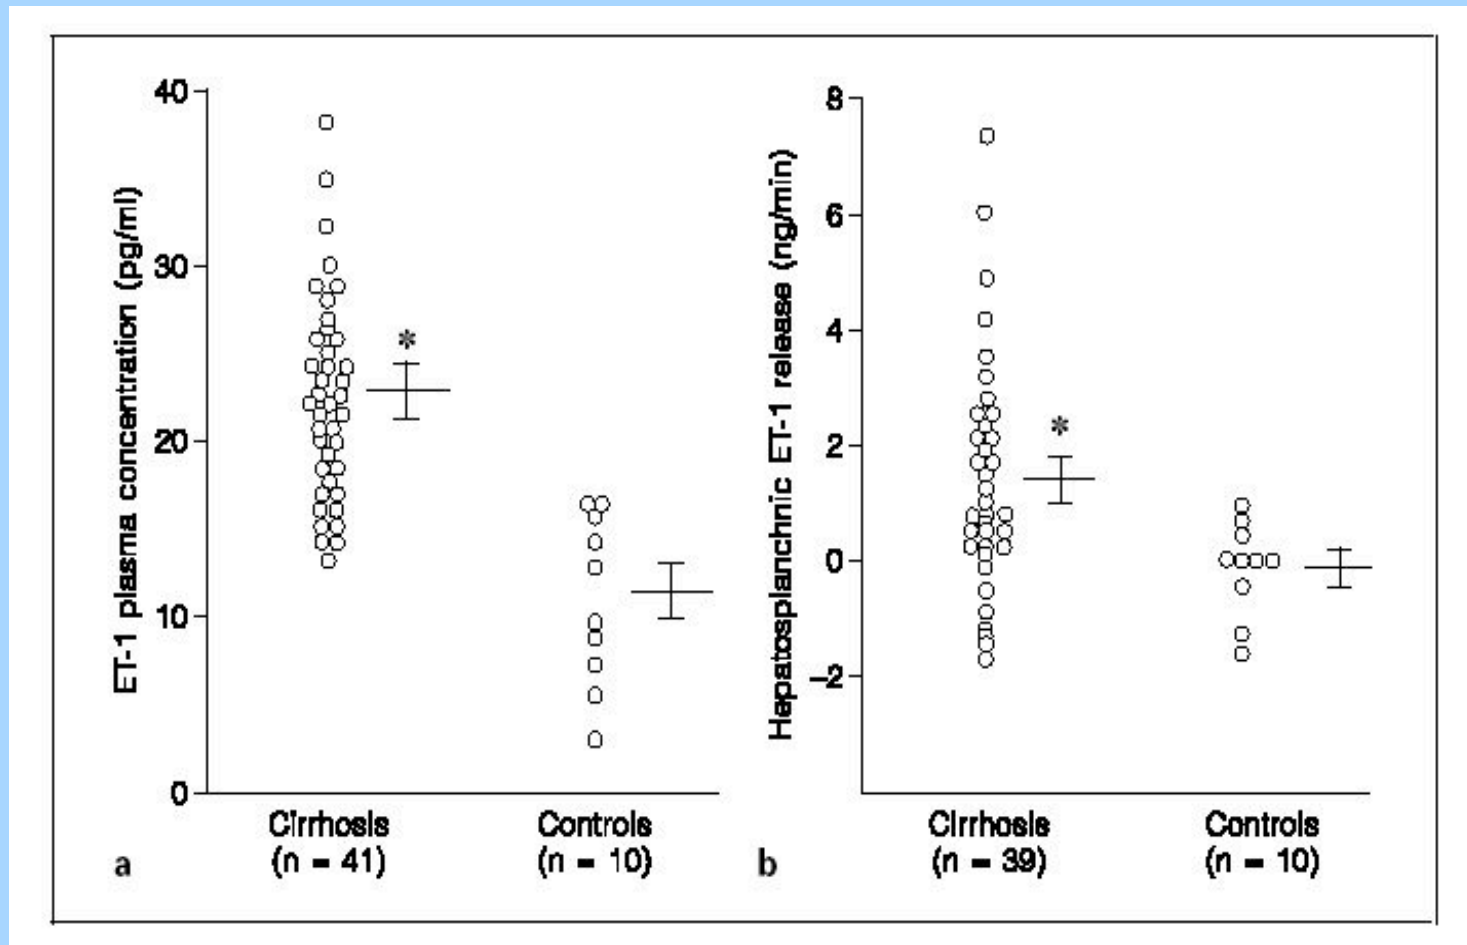 40
30
20
10
0
ET-1 plasma concentration (pg/ml)
*
Cirrhosis
(n = 41)
Controls
(n = 10)
a
8
6
4
2
0
–2
Hepatosplanchnic ET-1 release (ng/min)
*
Cirrhosis
(n = 39)
Controls
(n = 10)
b